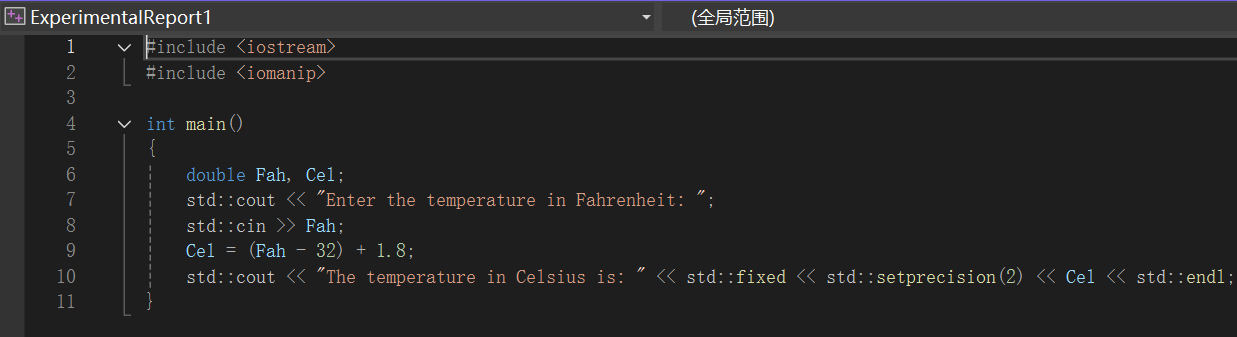 ExperimentalReport1 (全局范围)
1 #include <iostream>
2 #include <iomanip>
3
4 int main()
5 {
6 double Fah, Cel;
7 std::cout << "Enter the temperature in Fahrenheit: ";
8 std::cin >> Fah;
9 Cel = (Fah - 32) + 1.8;
10 std::cout << "The temperature in Celsius is: " << std::fixed << std::setprecision(2) << Cel << std::endl;
11 }